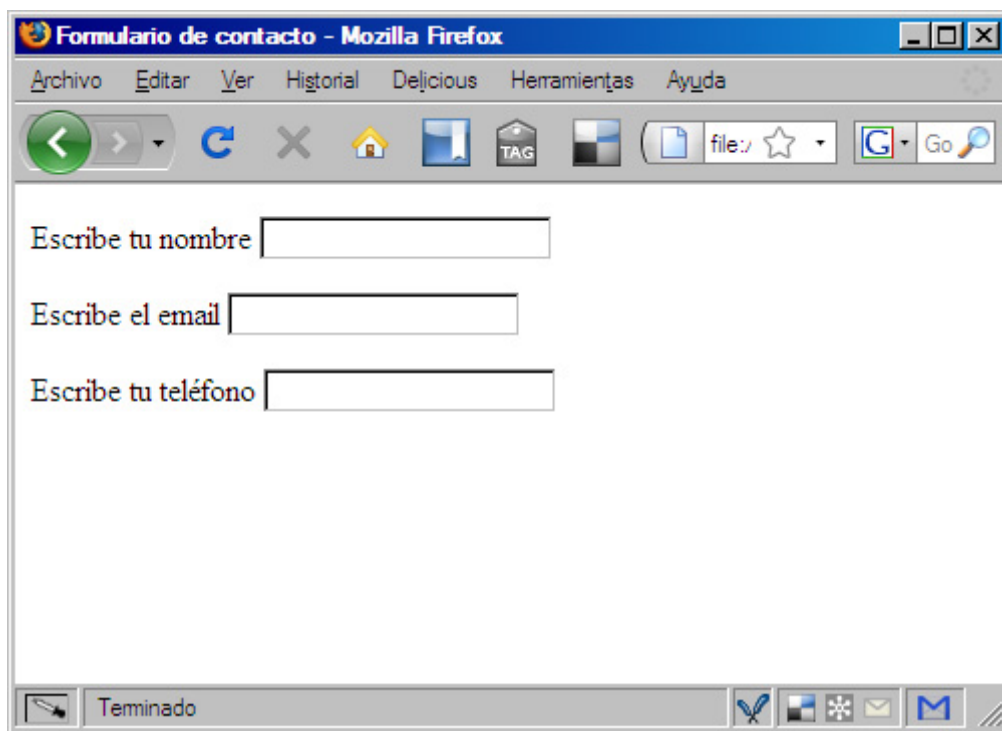 Formulario de contacto - Mozilla Firefox
Archivo Editar Ver Historial Delicious Herramientas Ayuda
TAG file:/ G Go
Escribe tu nombre
Escribe el email
Escribe tu teléfono
Terminado